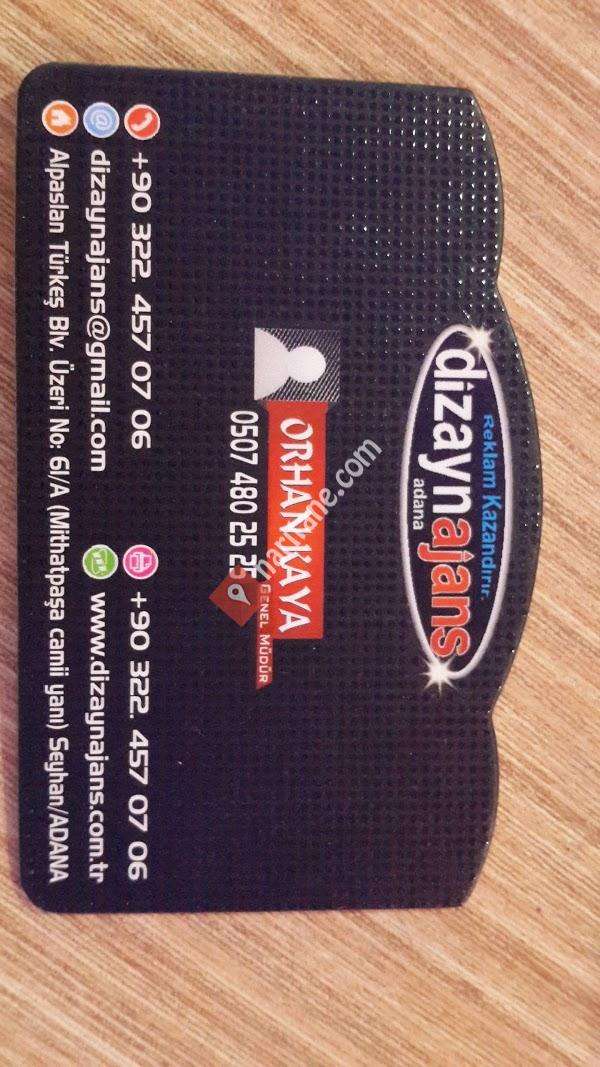 Reklam Kazandırır.
dizaynajans
adana
ORHAN KAYA
GENEL MÜDÜR
0507 480 25 25
+90 322. 457 07 06
+90 322. 457 07 06
dizaynajans@gmail.com
www.dizaynajans.com.tr
Alpaslan Türkeş Blv. Üzeri No: 61/A (Mithatpaşa camii yanı) Seyhan/ADANA